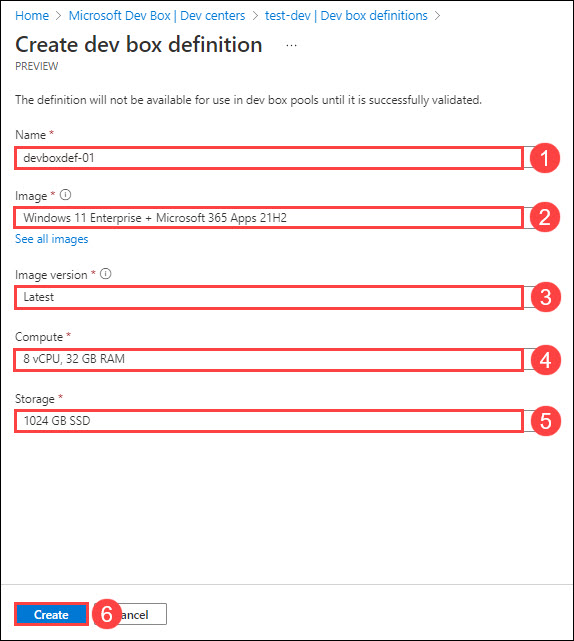 Home > Microsoft Dev Box | Dev centers > test-dev | Dev box definitions >
Create dev box definition ...
PREVIEW
The definition will not be available for use in dev box pools until it is successfully validated.
Name *
devboxdef-01 1
Image *
Windows 11 Enterprise + Microsoft 365 Apps 21H2 2
See all images
Image version *
Latest 3
Compute *
8 vCPU, 32 GB RAM 4
Storage *
1024 GB SSD 5
Create 6 ancel